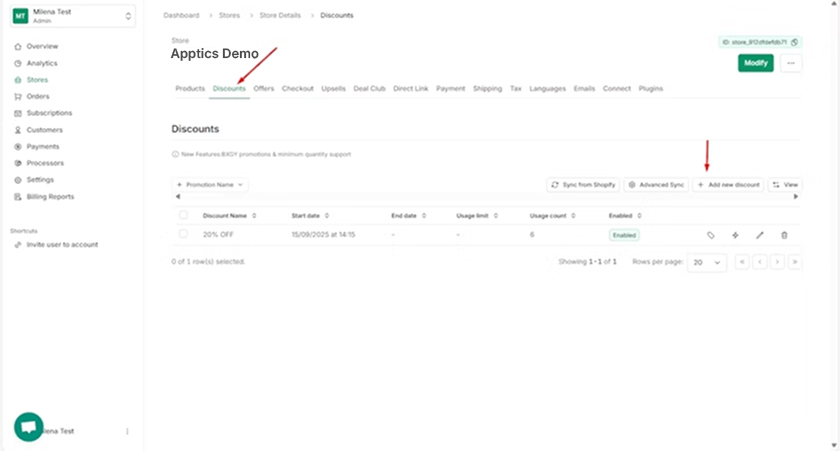 MT
Milena Test
Admin
Overview
Analytics
Stores
Orders
Subscriptions
Customers
Payments
Processors
Settings
Billing Reports
Shortcuts
Invite user to account
lena Test
Dashboard > Stores > Store Details > Discounts
Store
Apptics Demo
Modify
Products Discounts Offers Checkout Upsells Deal Club Direct Link Payment Shipping Tax Languages Emails Connect Plugins
Discounts
New Features:BXGY promotions & minimum quantity support
+ Promotion Name
Sync from Shopify Advanced Sync + Add new discount View
Discount Name Start date End date Usage limit Usage count Enabled
20% OFF 15/09/2025 at 14:15 - - 6 Enabled
0 of 1 row(s) selected. Showing 1-1 of 1 Rows per page: 20 « ‹ › »